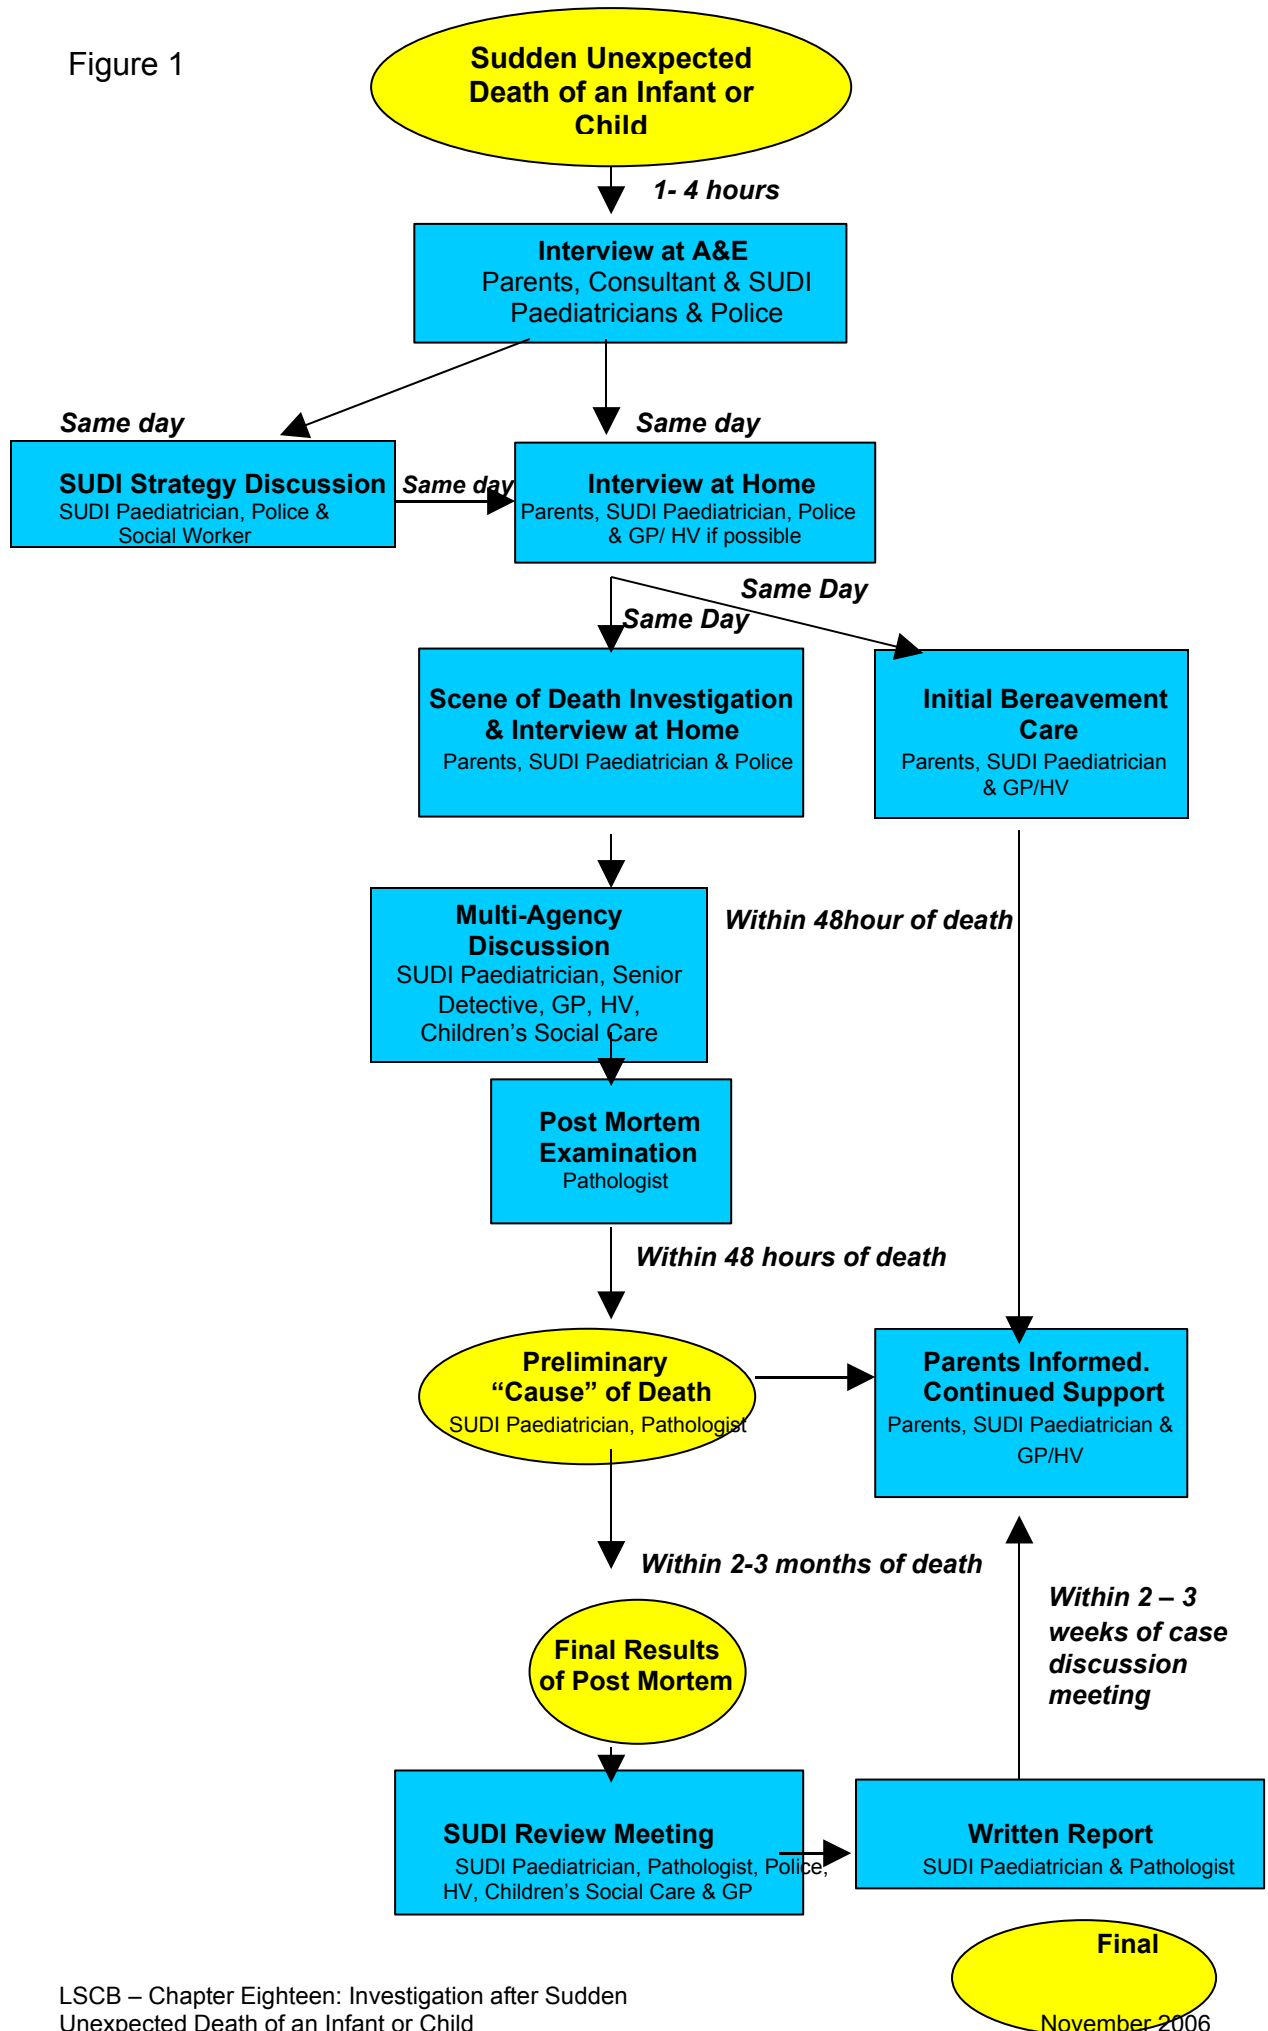 Figure 1
Sudden Unexpected
Death of an Infant or
Child
1- 4 hours
Interview at A&E
Parents, Consultant & SUDI
Paediatricians & Police
Same day
Same day
SUDI Strategy Discussion
SUDI Paediatrician, Police &
Social Worker
Same day
Interview at Home
Parents, SUDI Paediatrician, Police
& GP/ HV if possible
Same Day
Same Day
Scene of Death Investigation
& Interview at Home
Parents, SUDI Paediatrician & Police
Initial Bereavement
Care
Parents, SUDI Paediatrician
& GP/HV
Multi-Agency
Discussion
SUDI Paediatrician, Senior
Detective, GP, HV,
Children’s Social Care
Within 48hour of death
Post Mortem
Examination
Pathologist
Within 48 hours of death
Preliminary
“Cause” of Death
SUDI Paediatrician, Pathologist
Parents Informed.
Continued Support
Parents, SUDI Paediatrician &
GP/HV
Within 2-3 months of death
Within 2 – 3
weeks of case
discussion
meeting
Final Results
of Post Mortem
SUDI Review Meeting
SUDI Paediatrician, Pathologist, Police,
HV, Children’s Social Care & GP
Written Report
SUDI Paediatrician & Pathologist
Final
LSCB – Chapter Eighteen: Investigation after Sudden
Unexpected Death of an Infant or Child
November 2006